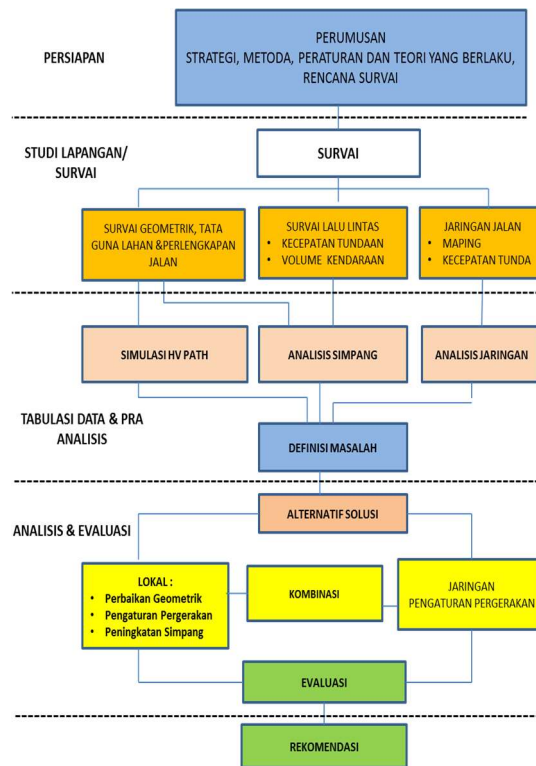 PERSIAPAN
PERUMUSAN
STRATEGI, METODA, PERATURAN DAN TEORI YANG BERLAKU,
RENCANA SURVAI
STUDI LAPANGAN/
SURVAI
SURVAI
SURVAI GEOMETRIK, TATA
GUNA LAHAN &PERLENGKAPAN
JALAN
SURVAI LALU LINTAS
• KECEPATAN TUNDAAN
• VOLUME KENDARAAN
JARINGAN JALAN
• MAPING
• KECEPATAN TUNDA
SIMULASI HV PATH
ANALISIS SIMPANG
ANALISIS JARINGAN
TABULASI DATA & PRA
ANALISIS
DEFINISI MASALAH
ANALISIS & EVALUASI
ALTERNATIF SOLUSI
LOKAL :
• Perbaikan Geometrik
• Pengaturan Pergerakan
• Peningkatan Simpang
KOMBINASI
JARINGAN
PENGATURAN PERGERAKAN
EVALUASI
REKOMENDASI